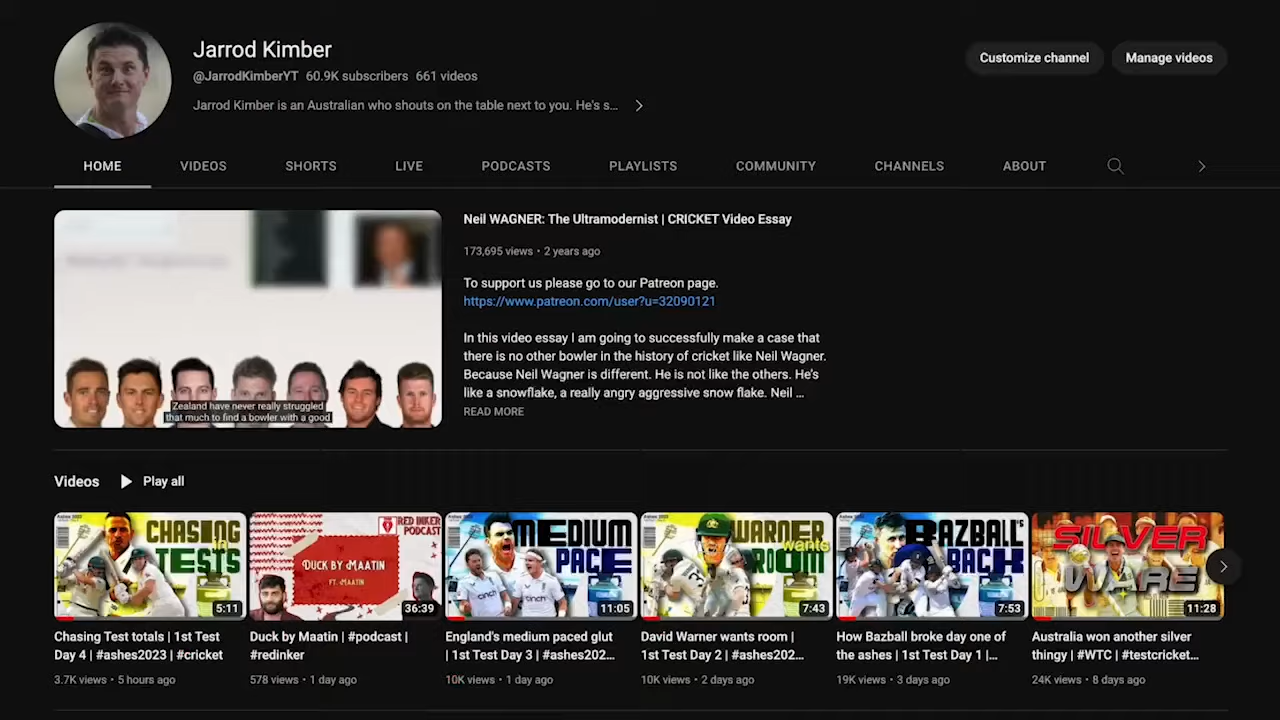 Jarrod Kimber
@JarrodKimberYT 60.9K subscribers 661 videos
Jarrod Kimber is an Australian who shouts on the table next to you. He's s...
Customize channel
Manage videos
HOME
VIDEOS
SHORTS
LIVE
PODCASTS
PLAYLISTS
COMMUNITY
CHANNELS
ABOUT
Zealand have never really struggled
that much to find a bowler with a good
Neil WAGNER: The Ultramodernist | CRICKET Video Essay
173,695 views • 2 years ago
To support us please go to our Patreon page.
https://www.patreon.com/user?u=32090121
In this video essay I am going to successfully make a case that
there is no other bowler in the history of cricket like Neil Wagner.
Because Neil Wagner is different. He is not like the others. He's
like a snowflake, a really angry aggressive snow flake. Neil ...
READ MORE
Videos
Play all
CHASING
TESTS
5:11
Chasing Test totals | 1st Test
Day 4 | #ashes2023 | #cricket
3.7K views • 5 hours ago
RED INKER
PODCAST
DUCK BY MAATIN
FT. MAATIN
36:39
Duck by Maatin | #podcast |
#redinker
578 views • 1 day ago
MEDIUM
PACE
cinch
cinch
11:05
England's medium paced glut
| 1st Test Day 3 | #ashes202...
10K views • 1 day ago
WARNER
wants
ROOM
7:43
David Warner wants room |
1st Test Day 2 | #ashes202...
10K views • 2 days ago
BAZBALL'S
BACK
7:53
How Bazball broke day one of
the ashes | 1st Test Day 1 |...
19K views • 3 days ago
SILVER
WARE
11:28
Australia won another silver
thingy | #WTC | #testcricket...
24K views • 8 days ago